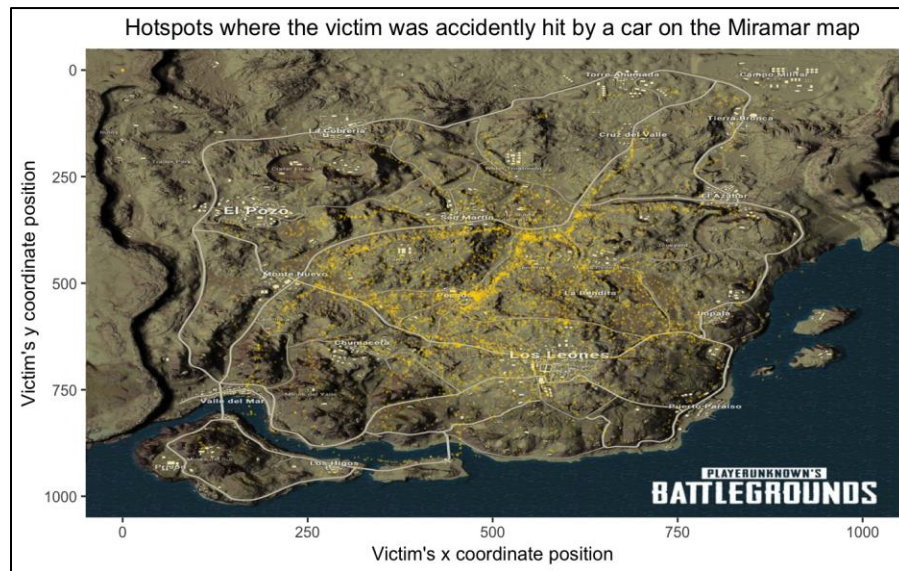 Hotspots where the victim was accidently hit by a car on the Miramar map
Victim's y coordinate position
0
250
500
750
1000
Torre Ahumada
Campo Militar
La Cobreria
Cruz del Valle
Tierra Bronca
El Pozo
San Martin
El Azahar
Monte Nuevo
Pecado
La Bendita
Impala
Chumacera
Los Leones
Valle del Mar
Puerto Paraiso
Prison
Los Higos
PLAYERUNKNOWN'S
BATTLEGROUNDS
0
250
500
750
1000
Victim's x coordinate position